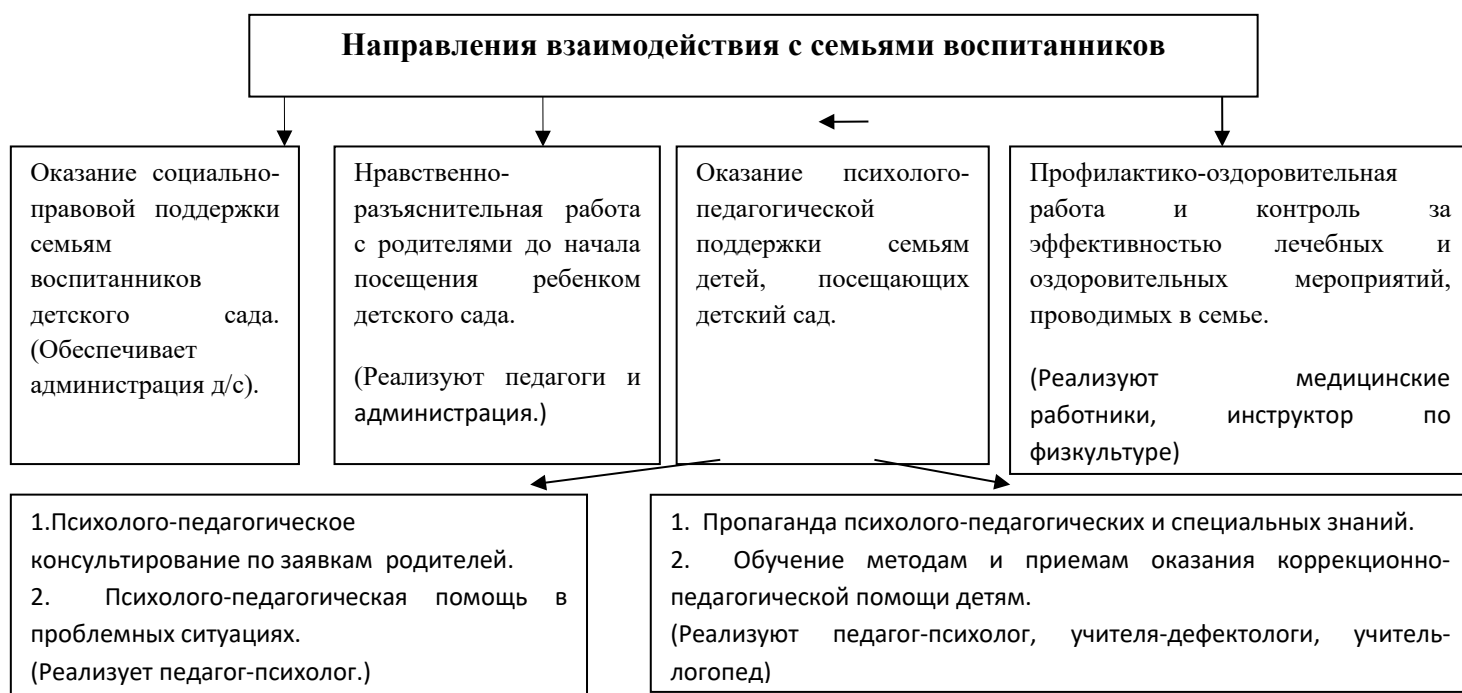 Направления взаимодействия с семьями воспитанников
Оказание социально-
правовой поддержки
семьям
воспитанников
детского сада.
(Обеспечивает
администрация д/с).
Нравственно-
разъяснительная работа
с родителями до начала
посещения ребенком
детского сада.
(Реализуют педагоги и
администрация.)
Оказание психолого-
педагогической
поддержки семьям
детей, посещающих
детский сад.
Профилактико-оздоровительная
работа и контроль за
эффективностью лечебных и
оздоровительных мероприятий,
проводимых в семье.
(Реализуют медицинские
работники, инструктор по
физкультуре)
1.Психолого-педагогическое
консультирование по заявкам родителей.
2. Психолого-педагогическая помощь в
проблемных ситуациях.
(Реализует педагог-психолог.)
1. Пропаганда психолого-педагогических и специальных знаний.
2. Обучение методам и приемам оказания коррекционно-
педагогической помощи детям.
(Реализуют педагог-психолог, учителя-дефектологи, учитель-
логопед)